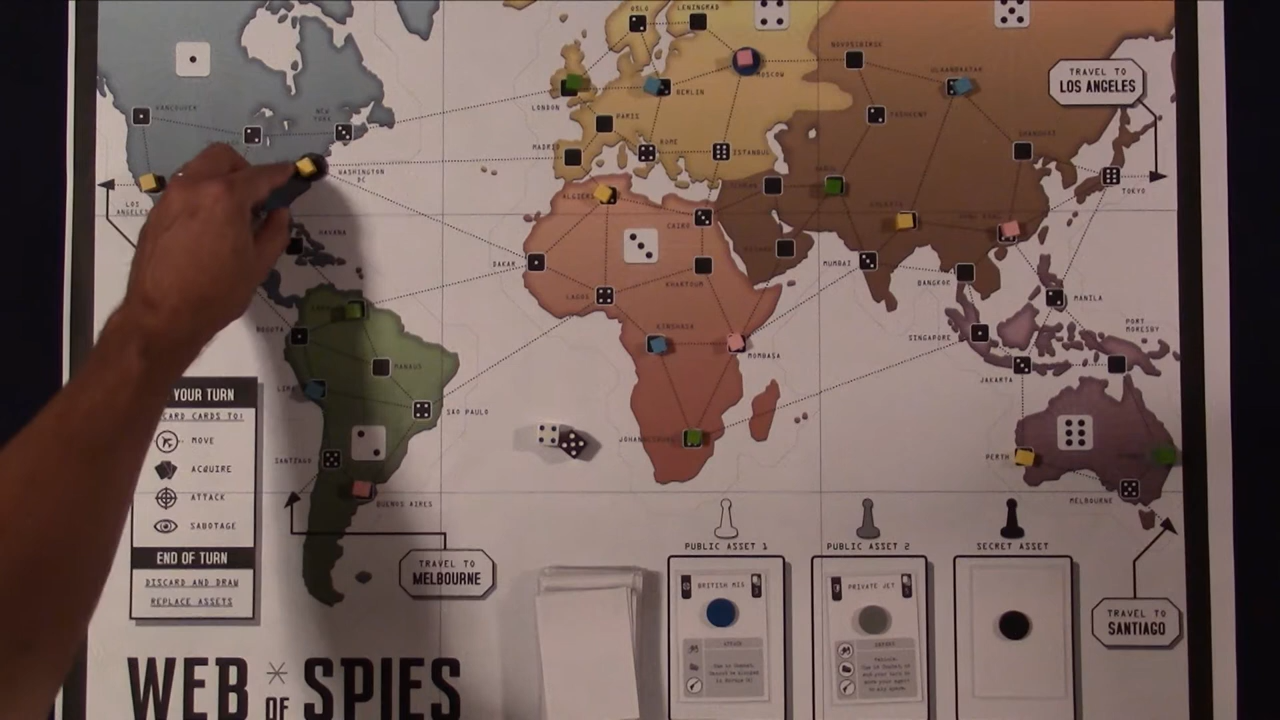 OSLO
LENINGRAD
MOSCOW
NOVOSIBIRSK
TRAVEL TO
LOS ANGELES
VANCOUVER
NEW
YORK
LONDON
BERLIN
PARIS
MADRID
ROME
ISTANBUL
WASHINGTON
DC
TOKYO
LOS
ANGELES
ALGIERS
CAIRO
HAVANA
DAKAR
MUMBAI
BANGKOK
LAGOS
KHARTOUM
MANILA
BOGOTA
KINSHASA
MOMBASA
SINGAPORE
PORT
MORESBY
MANAUS
JAKARTA
LIMA
SAO PAULO
JOHANNESBURG
PERTH
SANTIAGO
BUENOS AIRES
MELBOURNE
YOUR TURN
CARD CARDS TO:
MOVE
ACQUIRE
ATTACK
SABOTAGE
END OF TURN
DISCARD AND DRAW
REPLACE ASSETS
TRAVEL TO
MELBOURNE
PUBLIC ASSET 1
PUBLIC ASSET 2
SECRET ASSET
BRITISH MI6
PRIVATE JET
ATTACK
TRAVEL TO
SANTIAGO
WEB OF SPIES